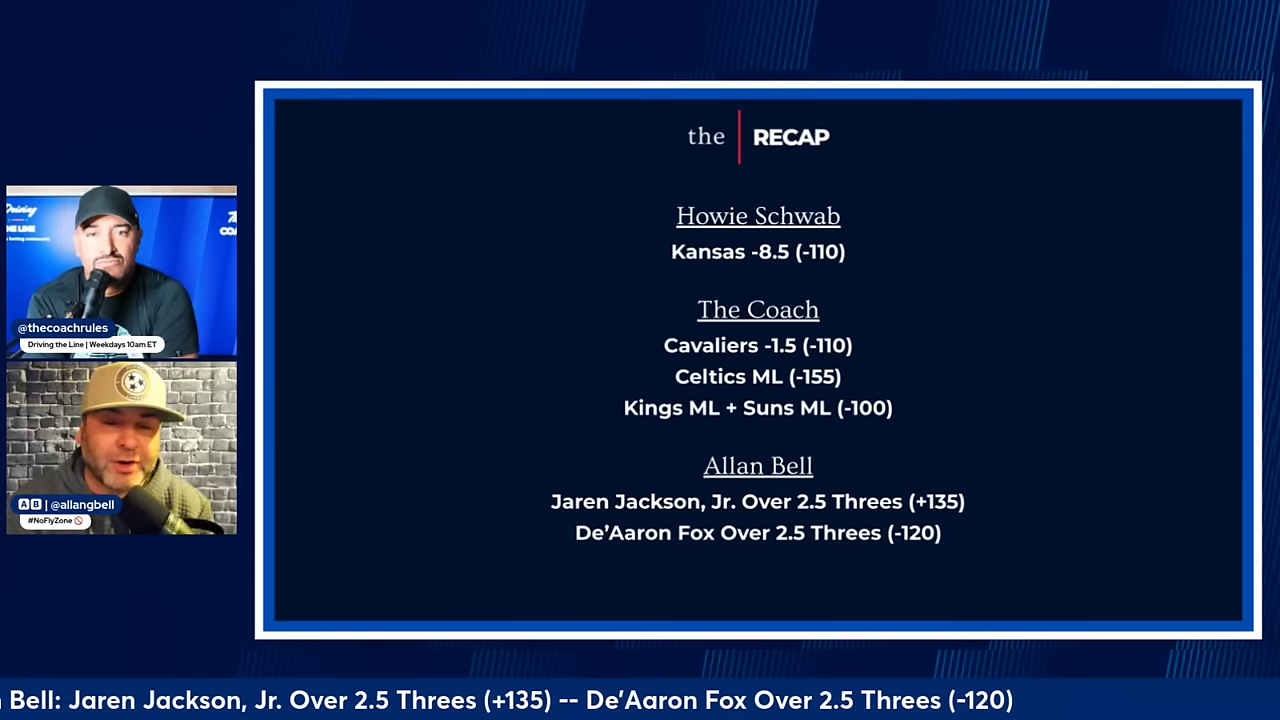 the | RECAP
Howie Schwab
Kansas -8.5 (-110)
The Coach
Cavaliers -1.5 (-110)
Celtics ML (-155)
Kings ML + Suns ML (-100)
Allan Bell
Jaren Jackson, Jr. Over 2.5 Threes (+135)
De’Aaron Fox Over 2.5 Threes (-120)
Driving
THE LINE
@thecoachrules
Driving the Line | Weekdays 10am ET
AB | @allangbell
#NoFlyZone 🚫
Bell: Jaren Jackson, Jr. Over 2.5 Threes (+135) -- De’Aaron Fox Over 2.5 Threes (-120)